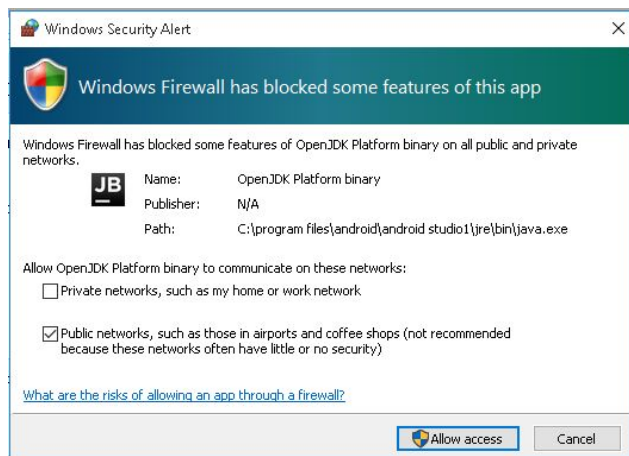 Windows Security Alert
Windows Firewall has blocked some features of this app
Windows Firewall has blocked some features of OpenJDK Platform binary on all public and private
networks.
JB
Name: OpenJDK Platform binary
Publisher: N/A
Path: C:\program files\android\android studio1\jre\bin\java.exe
Allow OpenJDK Platform binary to communicate on these networks:
Private networks, such as my home or work network
Public networks, such as those in airports and coffee shops (not recommended
because these networks often have little or no security)
What are the risks of allowing an app through a firewall?
Allow access Cancel